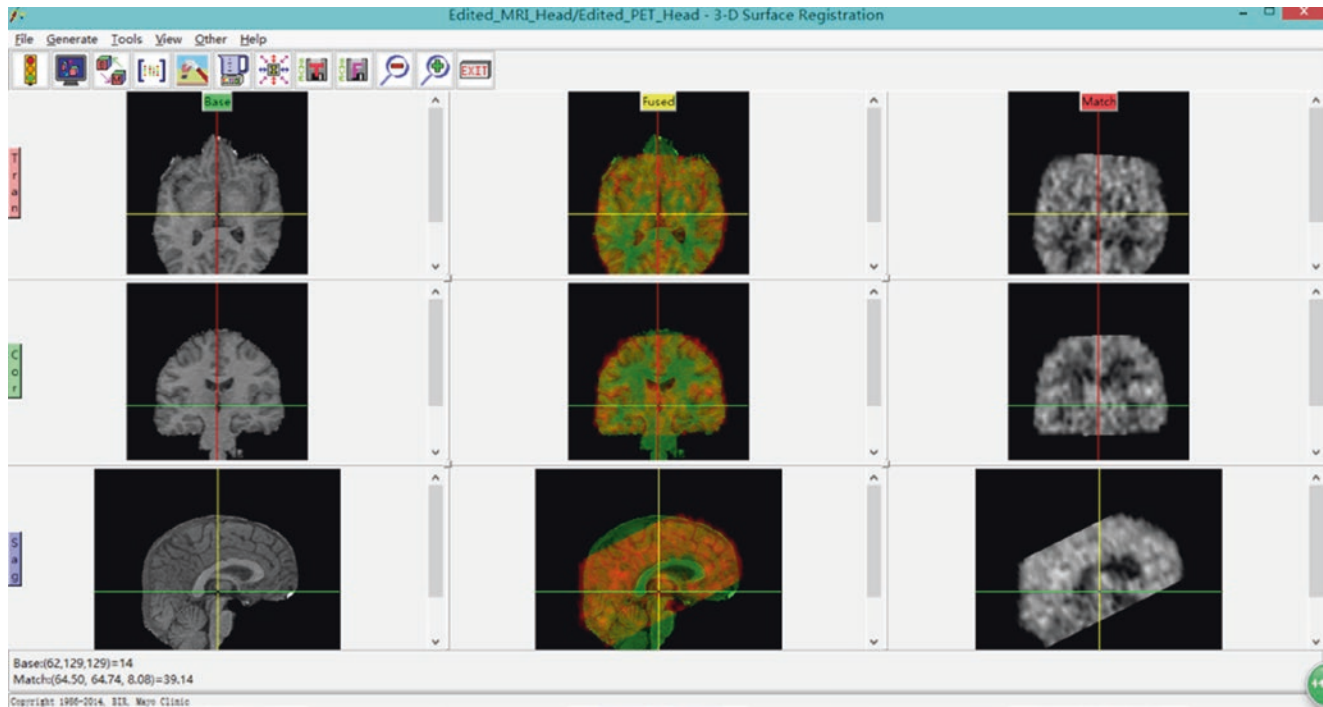 Edited_MRI_Head/Edited_PET_Head - 3-D Surface Registration
File Generate Tools View Other Help
EXIT
Base Fused Match
Tran
Cor
Sag
Base:(62,129,129)=14
Match:(64.50, 64.74, 8.08)=39.14
Copyright 1986-2014, BIR, Mayo Clinic